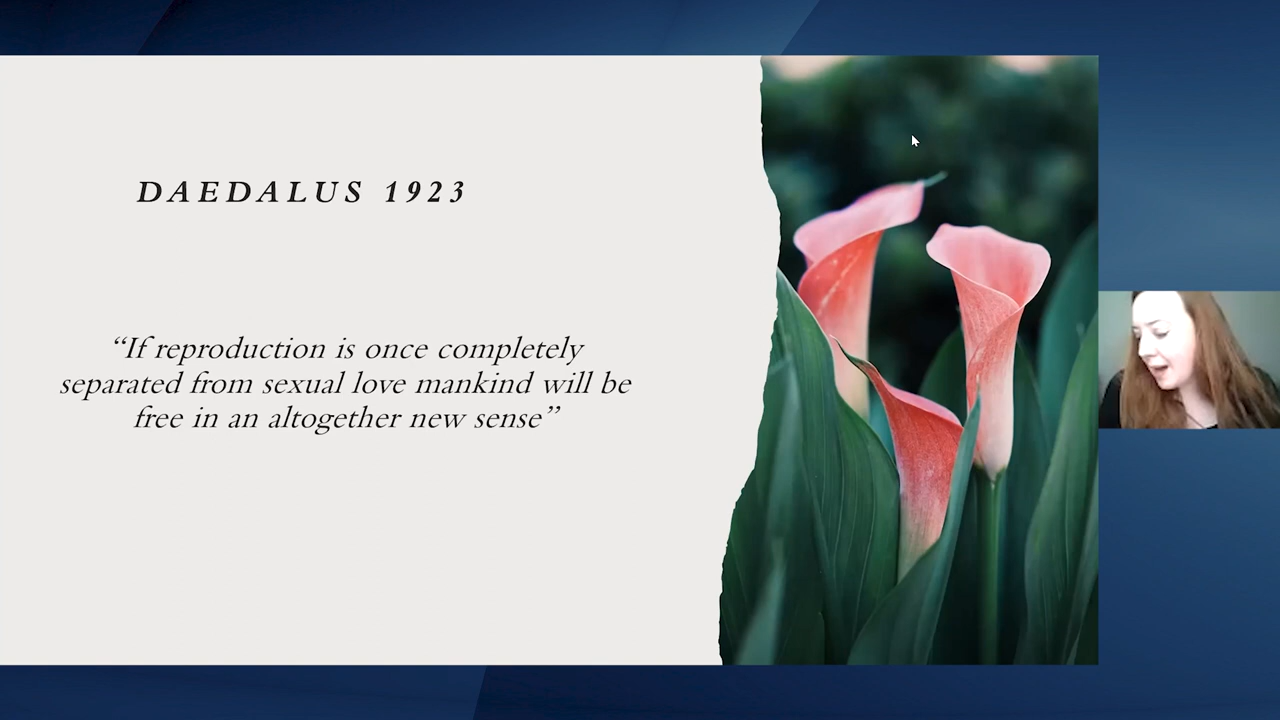 DAEDALUS 1923
“If reproduction is once completely
separated from sexual love mankind will be
free in an altogether new sense”